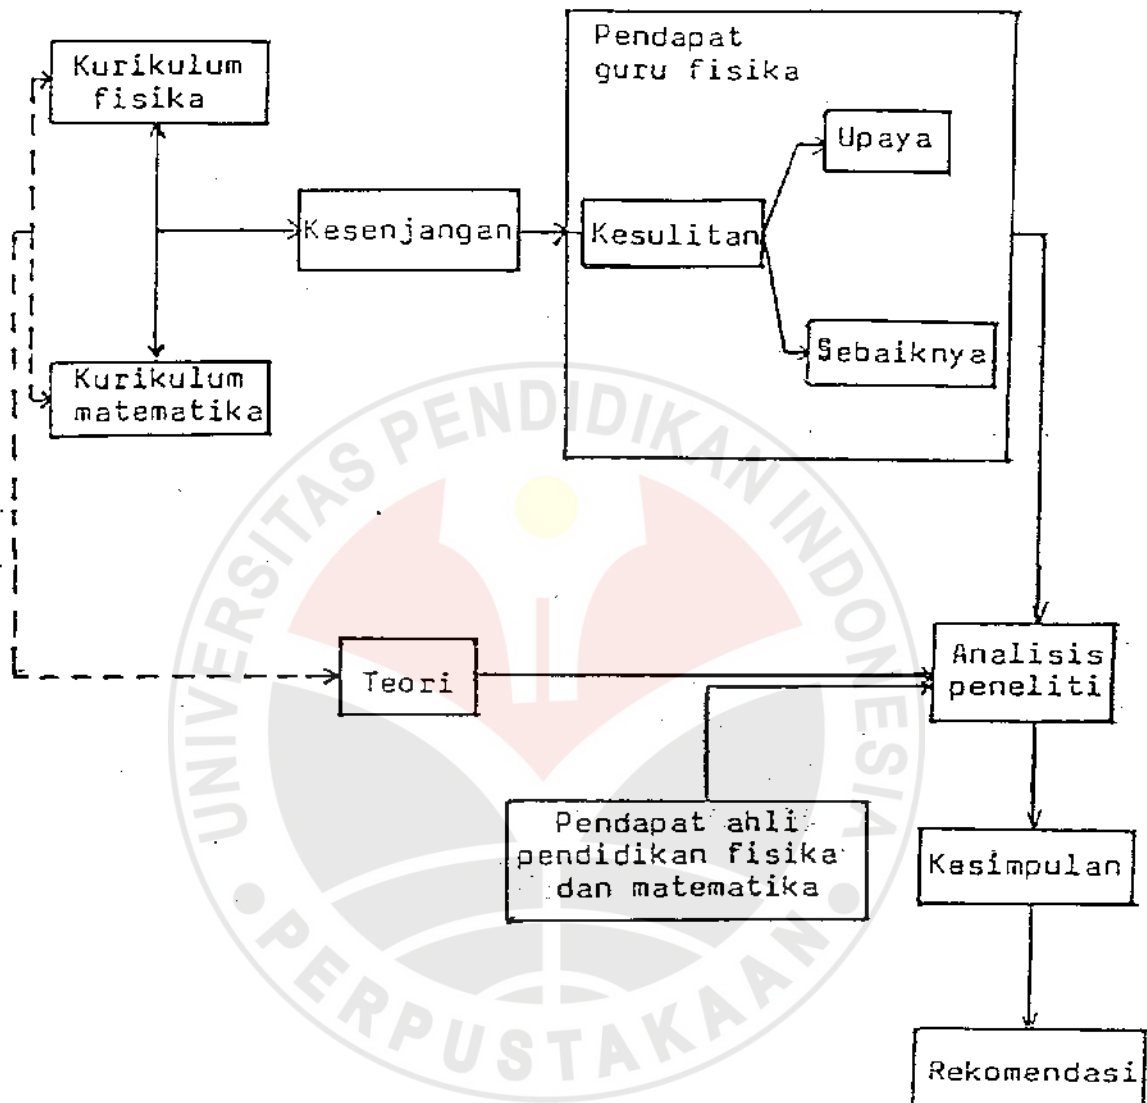 Kurikulum
fisika
Pendapat
guru fisika
Upaya
Kesenjangan
Kesulitan
Sebaiknya
Kurikulum
matematika
Teori
Analisis
peneliti
Pendapat ahli
pendidikan fisika
dan matematika
Kesimpulan
Rekomendasi
UNIVERSITAS PENDIDIKAN INDONESIA
PERPUSTAKAAN